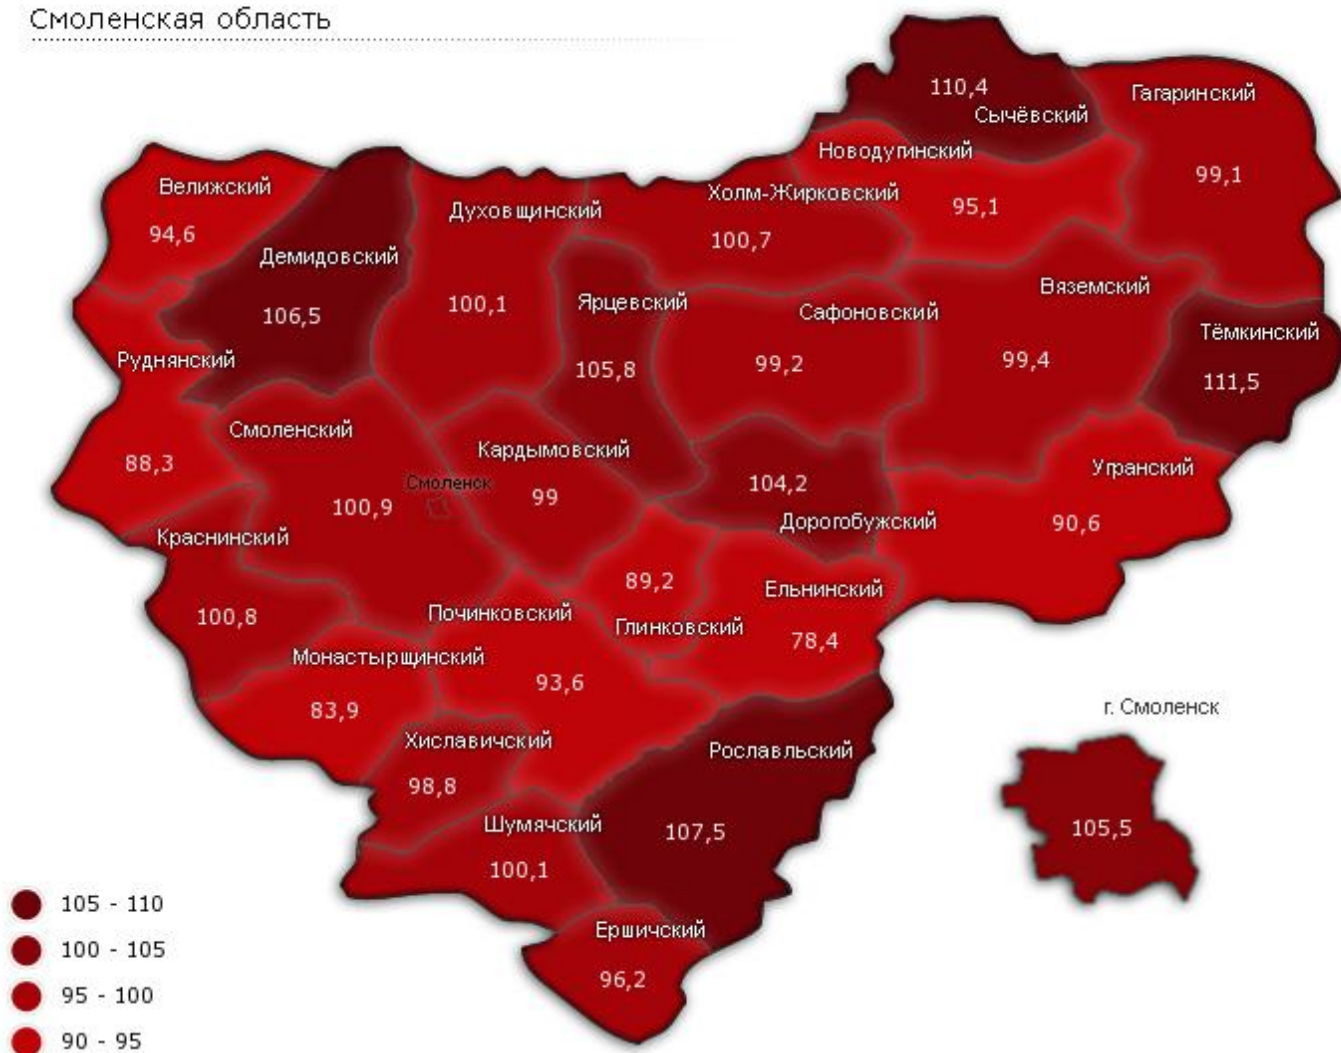 Смоленская область
110,4
Сычёвский
Гагаринский
99,1
Новодугинский
95,1
Велижский
94,6
Холм-Жирковский
100,7
Духовщинский
100,1
Демидовский
106,5
Ярцевский
105,8
Сафоновский
99,2
Вяземский
99,4
Тёмкинский
111,5
Руднянский
88,3
Смоленский
100,9
Смоленск
Кардымовский
99
104,2
Дорогобужский
Угранский
90,6
Краснинский
100,8
89,2
Глинковский
Ельнинский
78,4
Починковский
93,6
Монастырщинский
83,9
Хиславичский
98,8
Рославльский
107,5
г. Смоленск
105,5
Шумячский
100,1
Ершичский
96,2
105 - 110
100 - 105
95 - 100
90 - 95